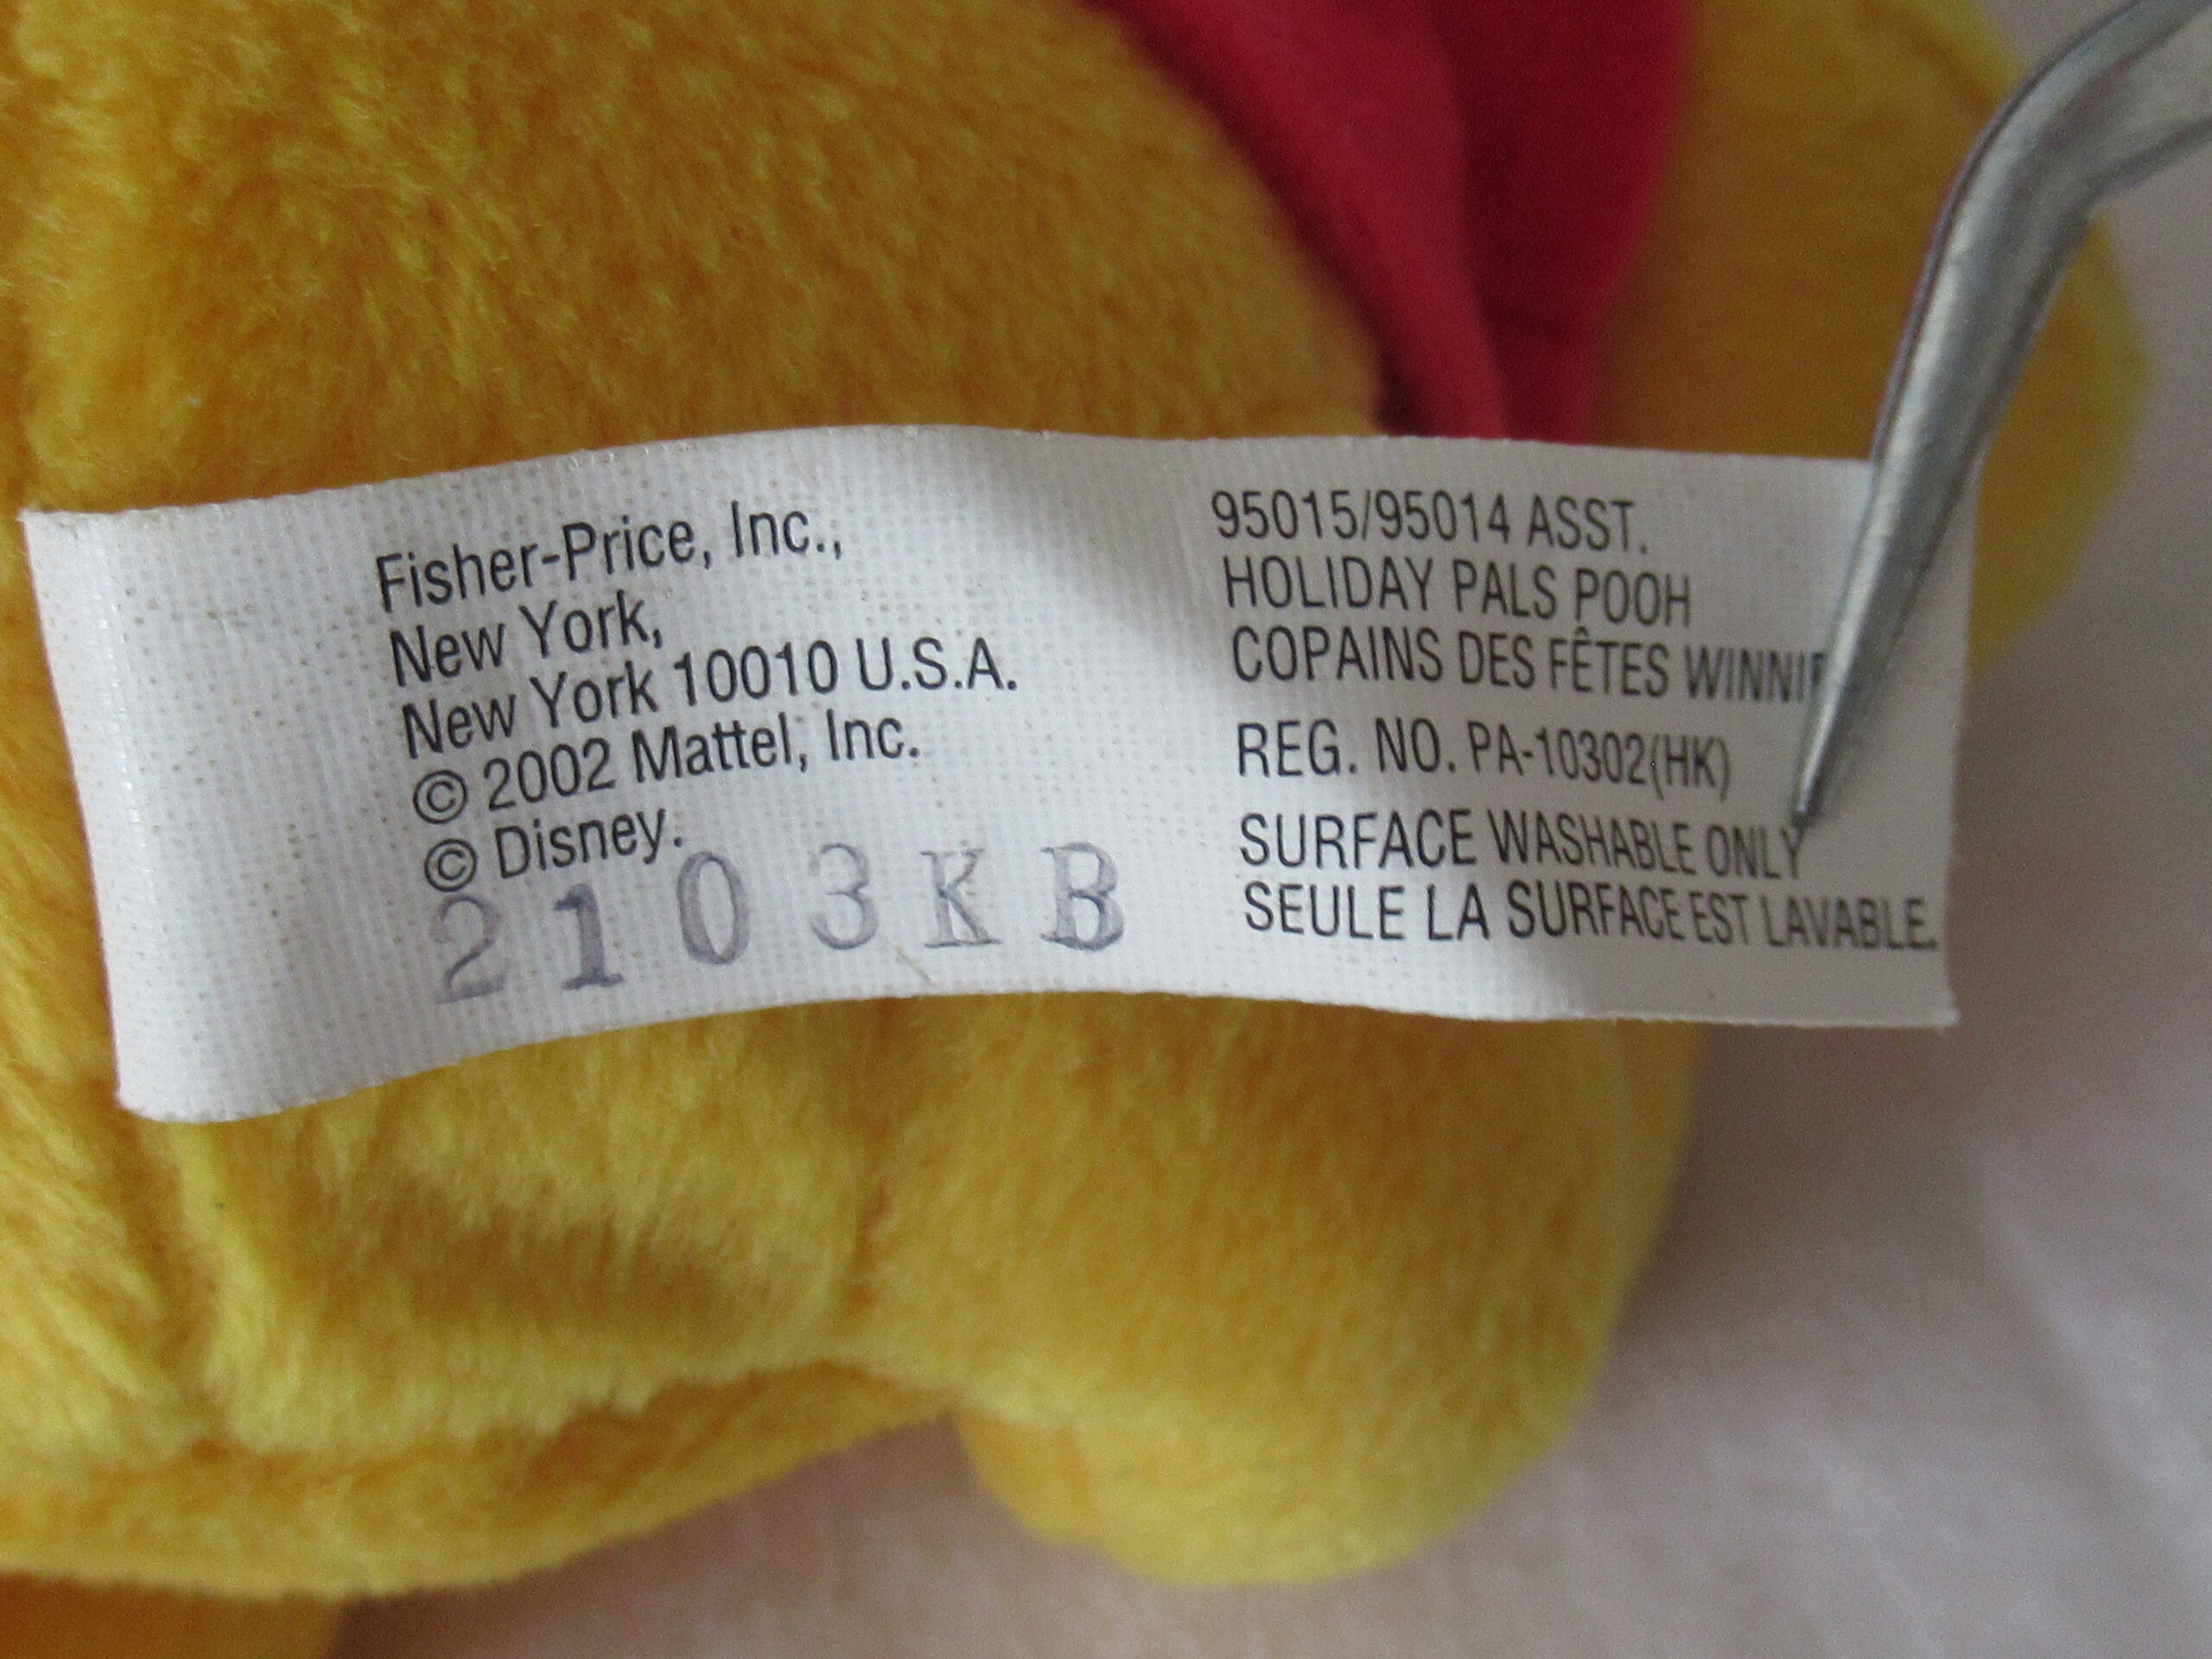 Fisher-Price, Inc.,
New York,
New York 10010 U.S.A.
© 2002 Mattel, Inc.
© Disney.
2103KB
95015/95014 ASST.
HOLIDAY PALS POOH
COPAINS DES FÊTES
REG. NO. PA-10302(HK)
SURFACE WASHABLE ONLY
SEULE LA SURFACE EST LAVABLE.